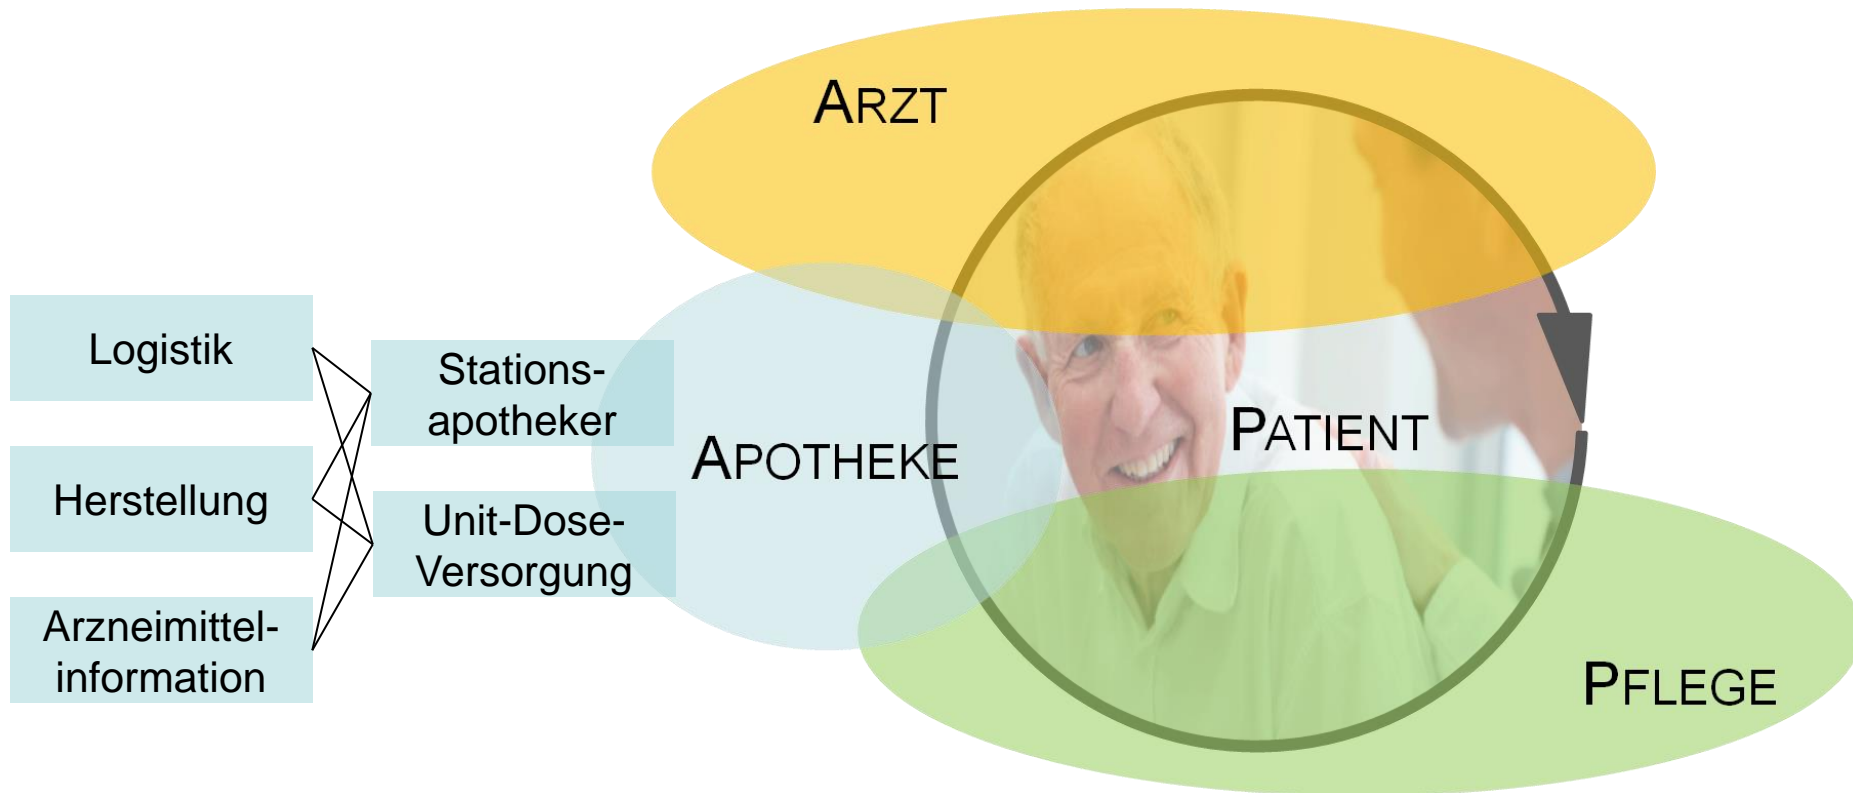 ARZT
Logistik
Stations-
apotheker
Herstellung
Unit-Dose-
Versorgung
Arzneimittel-
information
APOTHEKE
PATIENT
PFLEGE